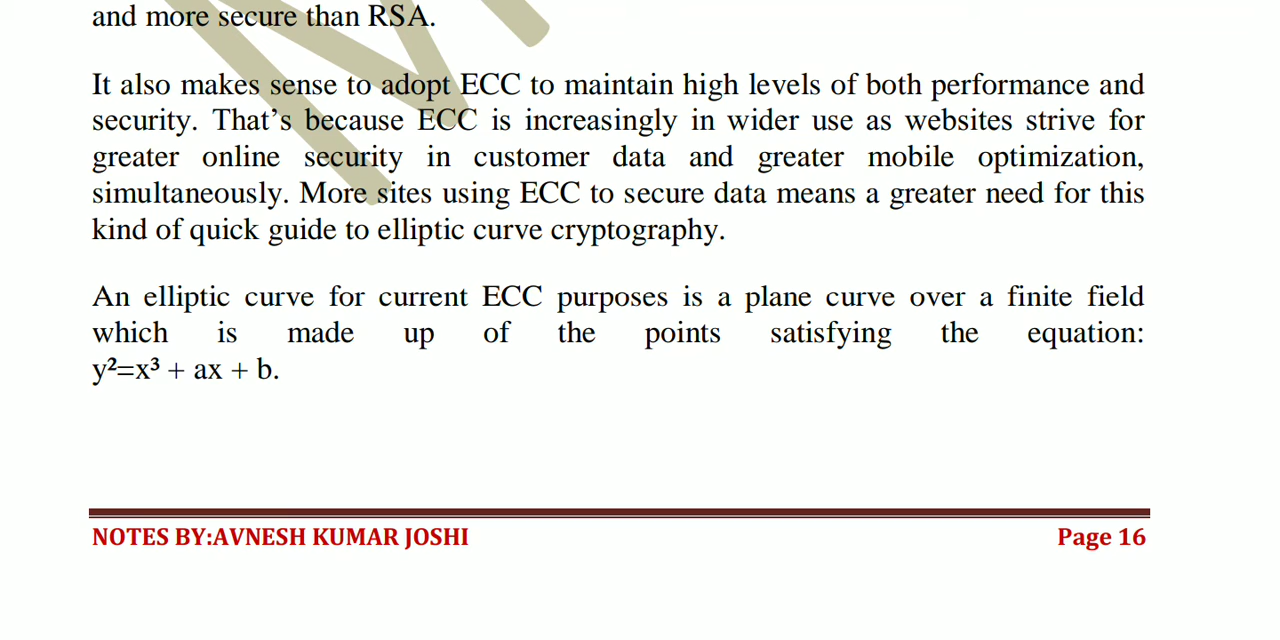 and more secure than RSA.
It also makes sense to adopt ECC to maintain high levels of both performance and
security. That’s because ECC is increasingly in wider use as websites strive for
greater online security in customer data and greater mobile optimization,
simultaneously. More sites using ECC to secure data means a greater need for this
kind of quick guide to elliptic curve cryptography.
An elliptic curve for current ECC purposes is a plane curve over a finite field
which is made up of the points satisfying the equation:
y²=x³ + ax + b.
NOTES BY:AVNESH KUMAR JOSHI Page 16